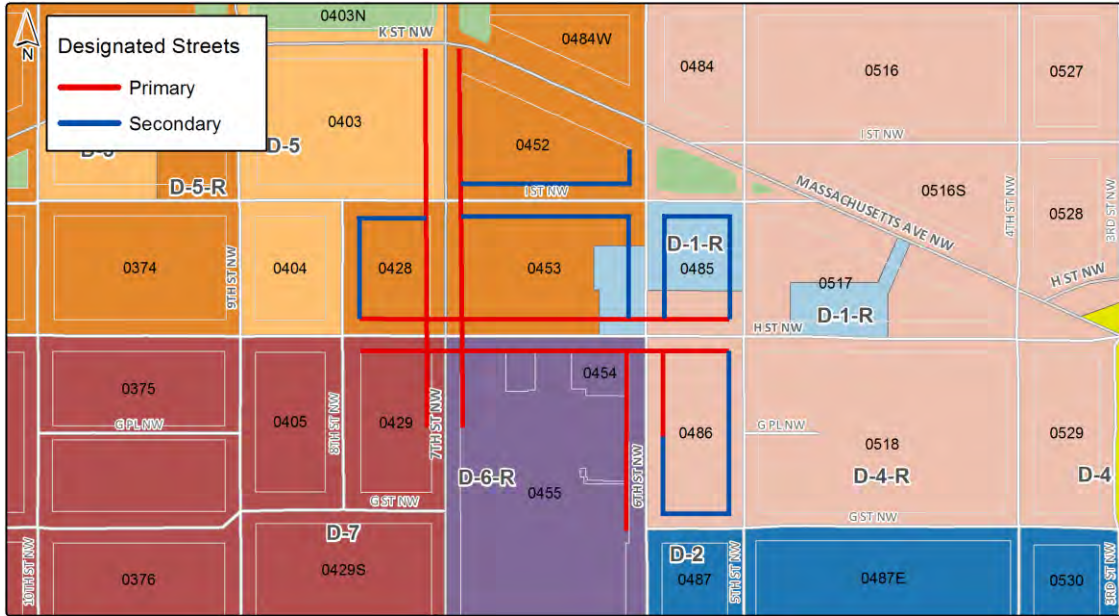 N
Designated Streets
Primary
Secondary
0403N
K ST NW
0484W
0484
0516
0527
0403
D-5
D-5
0452
I ST NW
D-5-R
I ST NW
MASSACHUSETTS AVE NW
0516S
4TH ST NW
0528
3RD ST NW
0374
9TH ST NW
0404
0428
0453
D-1-R
0485
0517
D-1-R
H ST NW
H ST NW
0375
G PL NW
0405
8TH ST NW
0429
7TH ST NW
0454
0486
G PL NW
0518
0529
D-6-R
0455
6TH ST NW
D-4-R
D-4
G ST NW
G ST NW
D-7
10TH ST NW
0376
0429S
D-2
0487
5TH ST NW
0487E
0530
3RD ST NW